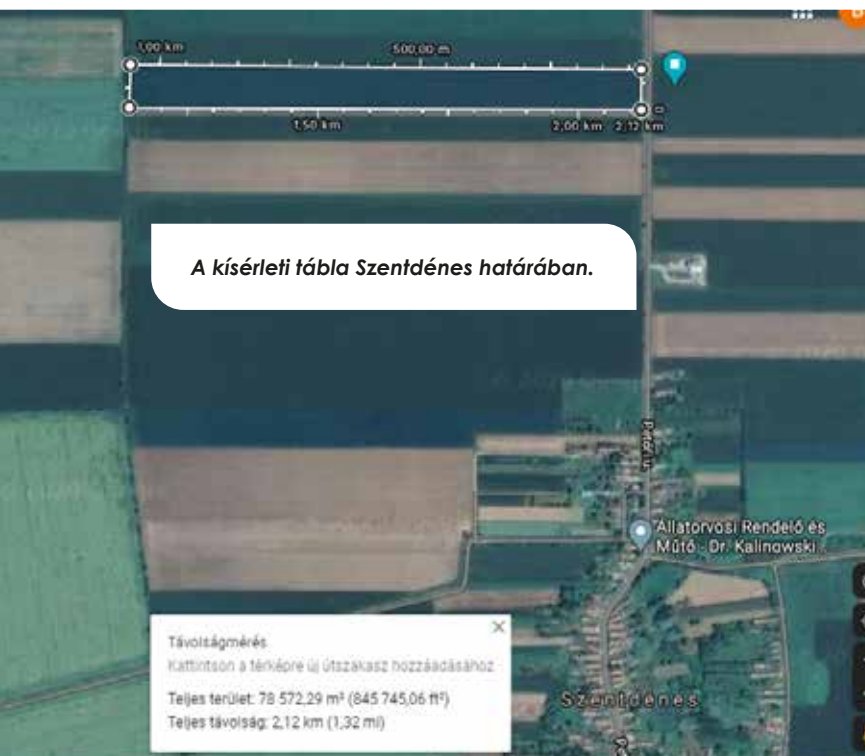 1,00 km
500,00 m
1,50 km
2,00 km
2,12 km
A kísérleti tábla Szentdénes határában.
Petőfi u.
Állatorvosi Rendelő és
Műtő - Dr. Kalinowski...
Távolságmérés
Kattintson a térképre új útszakasz hozzáadásához
Teljes terület: 78 572,29 m² (845 745,06 ft²)
Teljes távolság: 2,12 km (1,32 mi)
Szentdénes